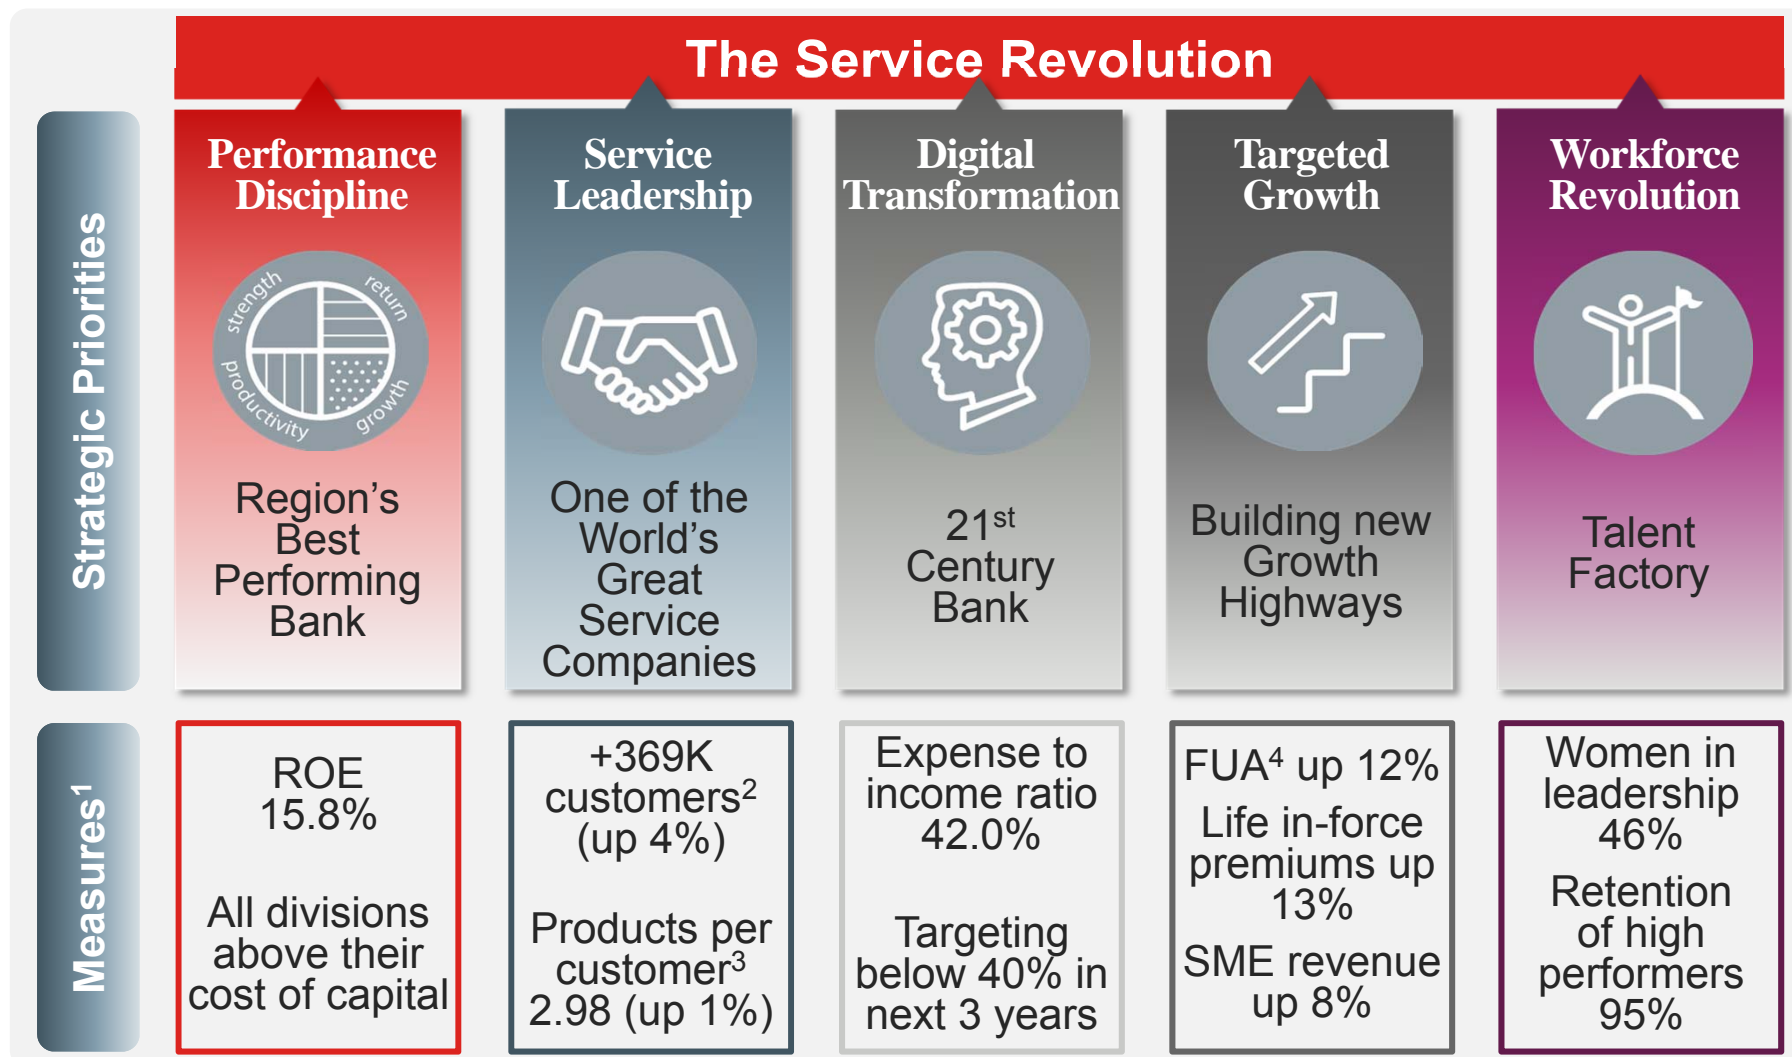 The Service Revolution
Strategic Priorities
Performance
Discipline
strength
return
productivity
growth
Region's
Best
Performing
Bank
Service
Leadership
One of the
World's
Great
Service
Companies
Digital
Transformation
21st
Century
Bank
Targeted
Growth
Building new
Growth
Highways
Workforce
Revolution
Talent
Factory
Measures1
ROE
15.8%
All divisions
above their
cost of capital
+369K
customers2
(up 4%)
Products per
customer3
2.98 (up 1%)
Expense to
income ratio
42.0%
Targeting
below 40% in
next 3 years
FUA4 up 12%
Life in-force
premiums up
13%
SME revenue
up 8%
Women in
leadership
46%
Retention
of high
performers
95%